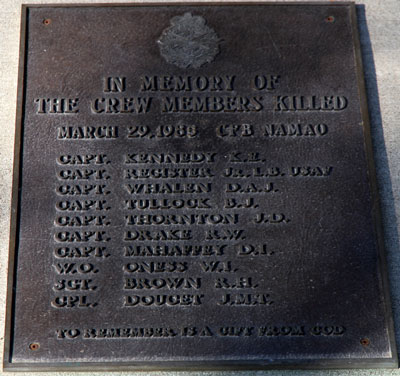 IN MEMORY OF
THE CREW MEMBERS KILLED
MARCH 29, 1985 CFB NAMAO
CAPT. KENNEDY K.E.
CAPT. REGISTER JR. L.B. USAF
CAPT. WHALEN D.A.J.
CAPT. TULLOCK B.J.
CAPT. THORNTON J.D.
CAPT. DRAKE R.W.
CAPT. MAHAFFEY D.I.
W.O. ONESS W.I.
SGT. BROWN R.H.
CPL. DOUCET J.M.T.
TO REMEMBER IS A GIFT FROM GOD